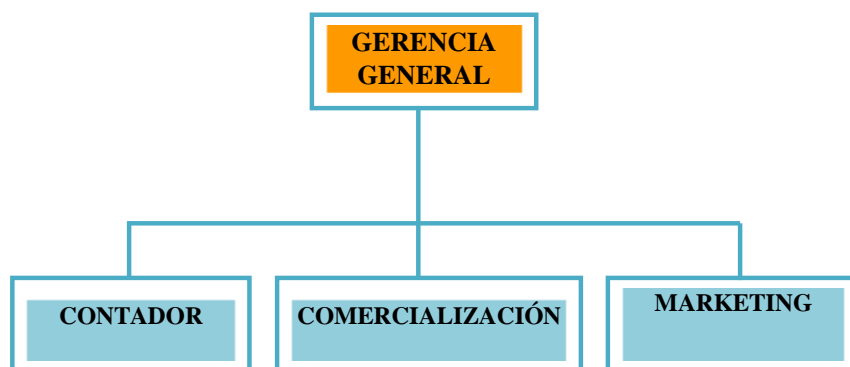 GERENCIA
GENERAL
CONTADOR
COMERCIALIZACIÓN
MARKETING